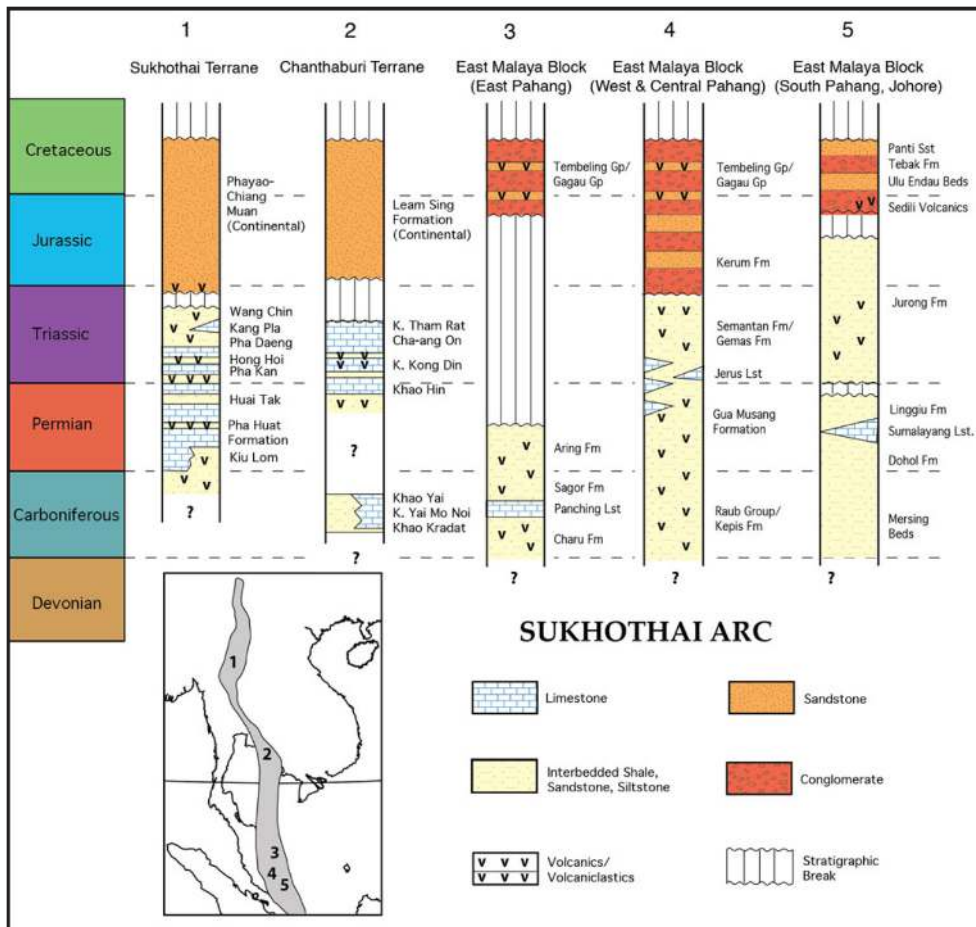 1
2
3
4
5
Sukhothai Terrane
Chanthaburi Terrane
East Malaya Block
(East Pahang)
East Malaya Block
(West & Central Pahang)
East Malaya Block
(South Pahang, Johore)
Cretaceous
Jurassic
Triassic
Permian
Carboniferous
Devonian
Phayao-
Chiang
Muan
(Continental)
Wang Chin
Kang Pla
Pha Daeng
Hong Hoi
Pha Kan
Huai Tak
Pha Huat
Formation
Kiu Lom
?
Leam Sing
Formation
(Continental)
K. Tham Rat
Cha-ang On
K. Kong Din
Khao Hin
?
Khao Yai
K. Yai Mo Noi
Khao Kradat
?
Tembeling Gp/
Gagau Gp
Aring Fm
Sagor Fm
Panching Lst
Charu Fm
?
Tembeling Gp/
Gagau Gp
Kerum Fm
Semantan Fm/
Gemas Fm
Jerus Lst
Gua Musang
Formation
Raub Group/
Kepis Fm
?
Panti Sst
Tebak Fm
Ulu Endau Beds
Sedili Volcanics
Jurong Fm
Linggiu Fm
Sumalayang Lst.
Dohol Fm
Mersing
Beds
?
1
2
3
4
5
SUKHOTHAI ARC
Limestone
Sandstone
Interbedded Shale,
Sandstone, Siltstone
Conglomerate
Volcanics/
Volcaniclastics
Stratigraphic
Break